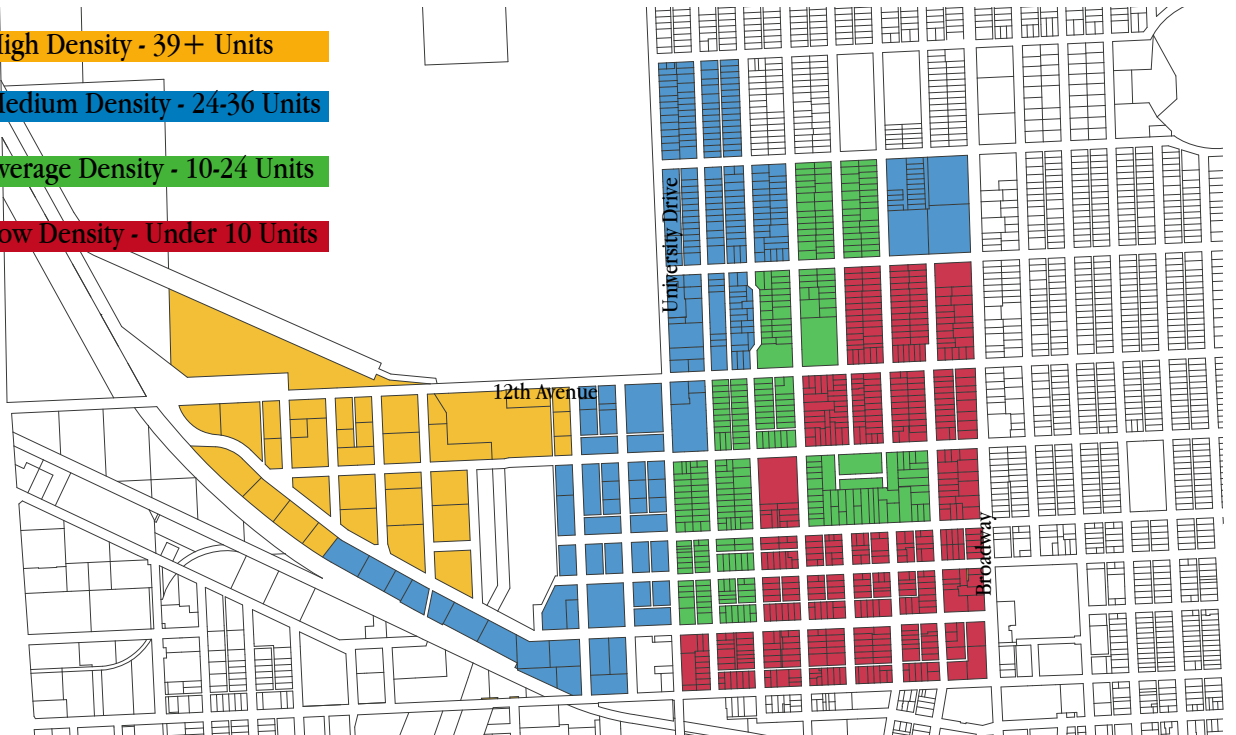 igh Density - 39+ Units
edium Density - 24-36 Units
verage Density - 10-24 Units
ow Density - Under 10 Units
University Drive
12th Avenue
Broadway